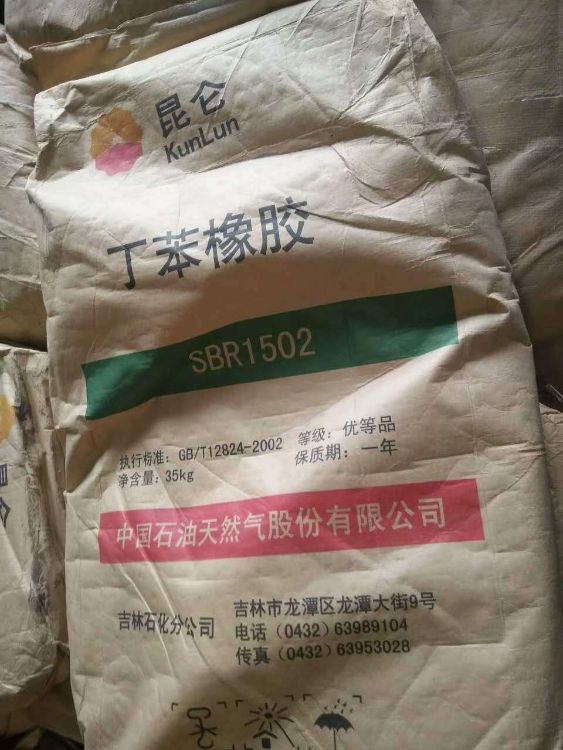 昆仑
KunLun
丁苯橡胶
SBR1502
执行标准：GB/T12824-2002 等级：优等品
净含量：35kg 保质期：一年
中国石油天然气股份有限公司
吉林石化分公司
吉林市龙潭区龙潭大街9号
电话（0432）63989104
传真（0432）63953028
昆仑